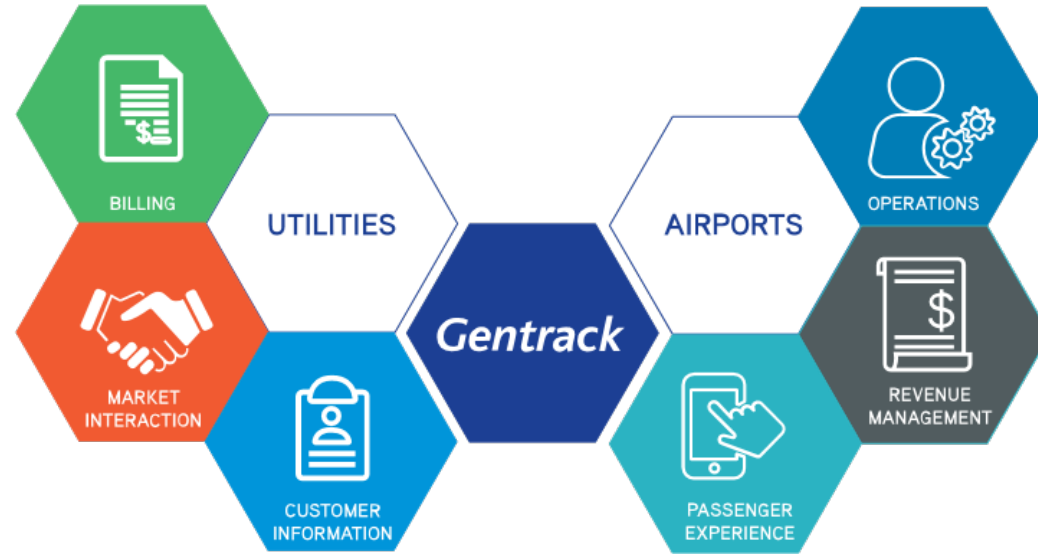 BILLING
UTILITIES
MARKET
INTERACTION
CUSTOMER
INFORMATION
Gentrack
AIRPORTS
OPERATIONS
$
REVENUE
MANAGEMENT
PASSENGER
EXPERIENCE
$